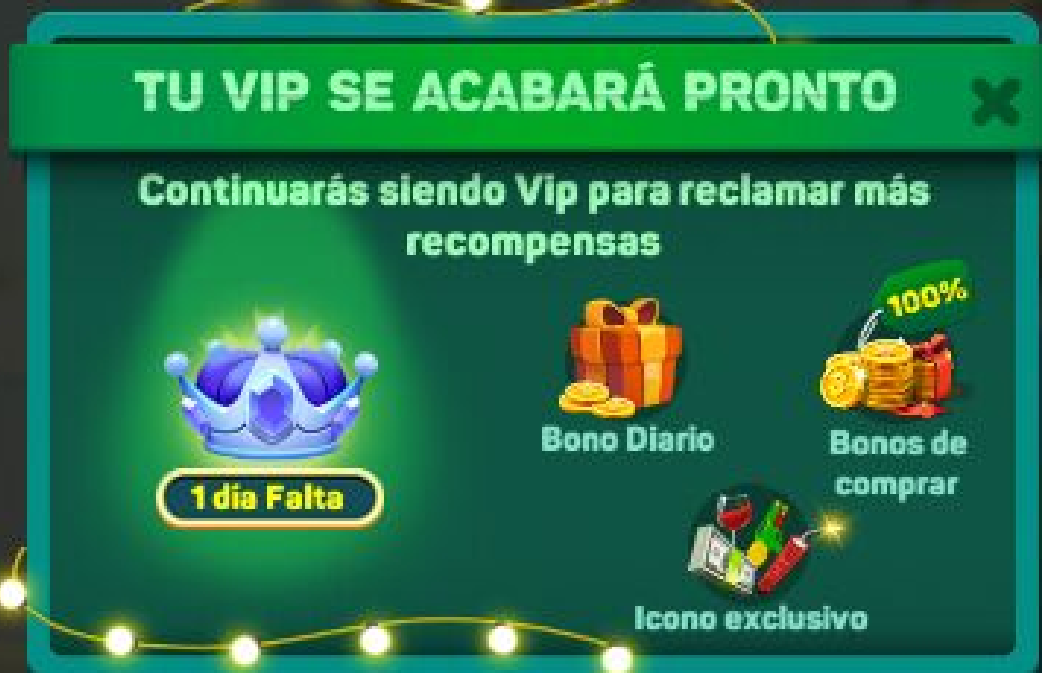 TU VIP SE ACABARÁ PRONTO
Continuarás siendo Vip para reclamar más
recompensas
100%
1 día Falta
Bono Diario
Bonos de
comprar
Icono exclusivo